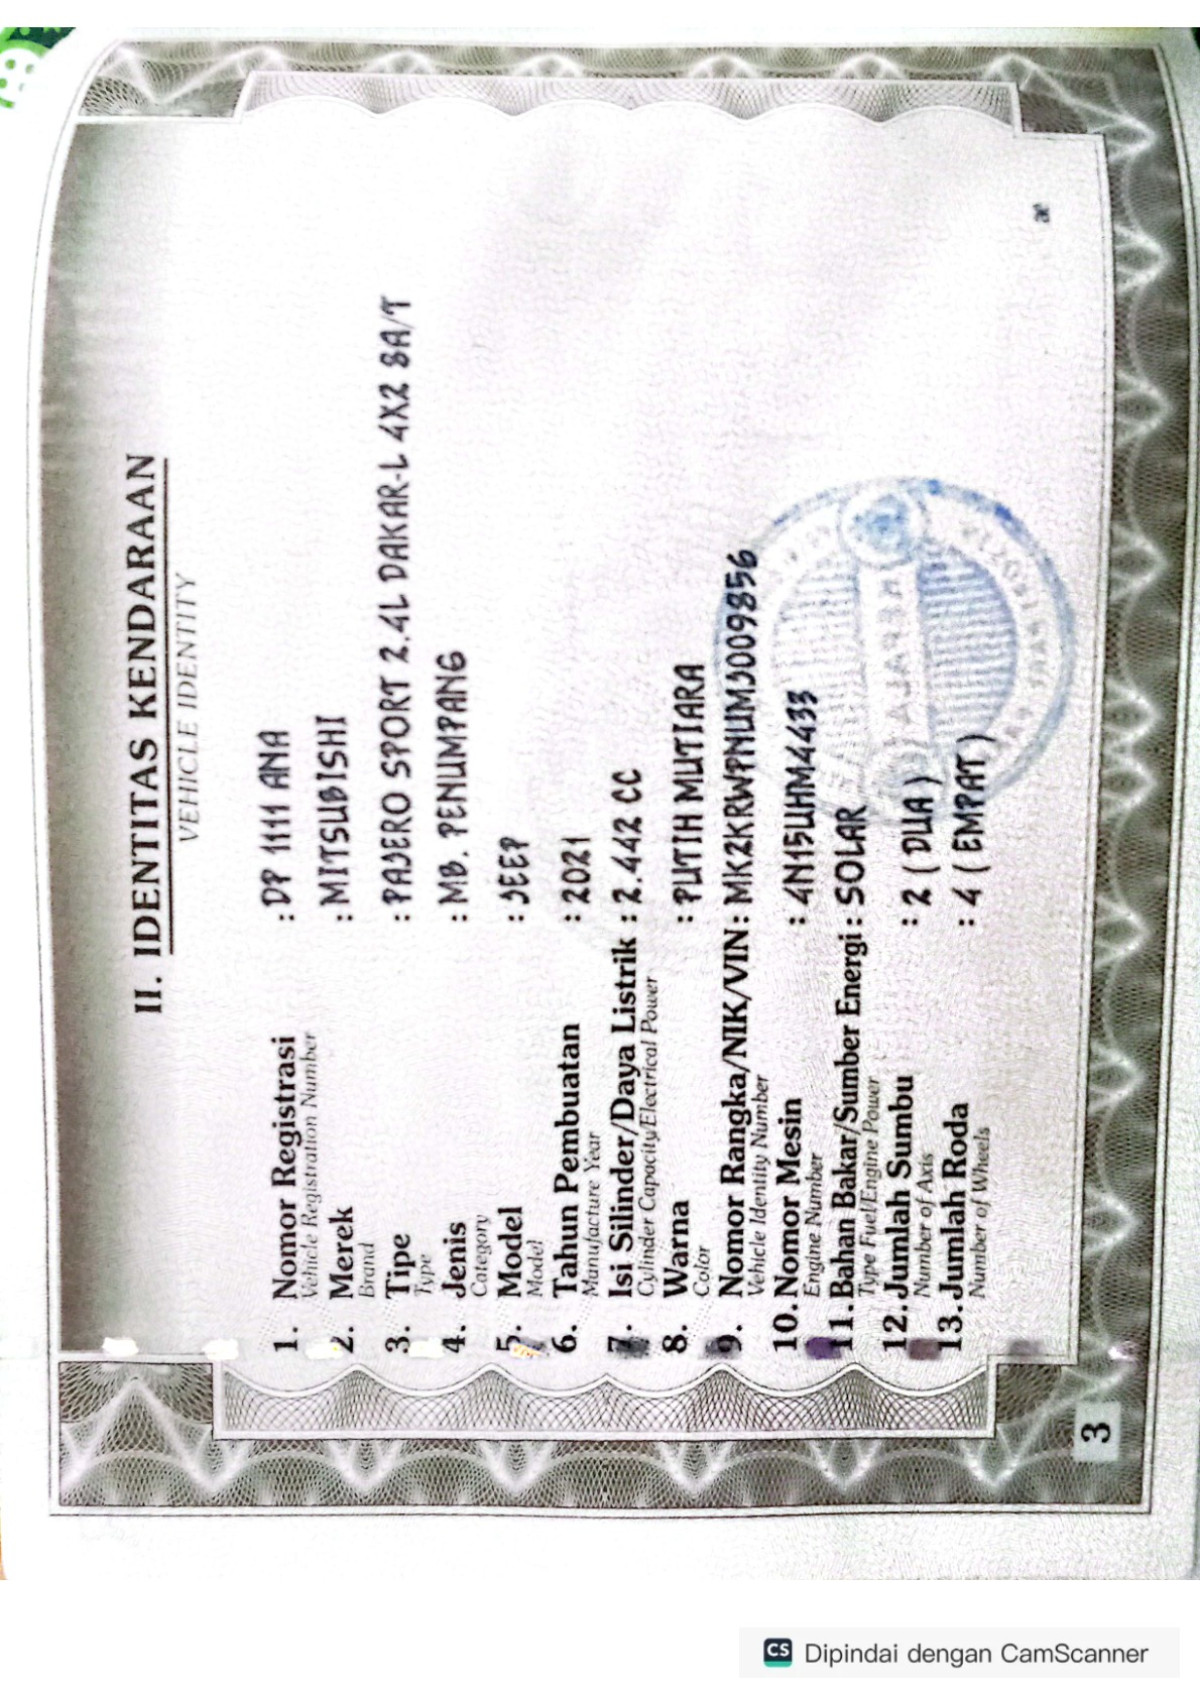 II. IDENTITAS KENDARAAN
VEHICLE IDENTITY
1. Nomor Registrasi : DP 1111 ANA
Vehicle Registration Number
2. Merek : MITSUBISHI
Brand
3. Tipe : PAJERO SPORT 2.4L DAKAR-L 4X2 8A/T
Type
4. Jenis : MB. PENUMPANG
Category
5. Model : JEEP
Model
6. Tahun Pembuatan : 2021
Manufacture Year
7. Isi Silinder/Daya Listrik : 2.442 CC
Cylinder Capacity/Electrical Power
8. Warna : PUTIH MUTIARA
Color
9. Nomor Rangka/NIK/VIN : MK2KRWPNUMJ009856
Vehicle Identity Number
10. Nomor Mesin : 4N15UHM4433
Engine Number
11. Bahan Bakar/Sumber Energi : SOLAR
Type Fuel/Engine Power
12. Jumlah Sumbu : 2 ( DUA )
Number of Axis
13. Jumlah Roda : 4 ( EMPAT )
Number of Wheels
3
CS Dipindai dengan CamScanner